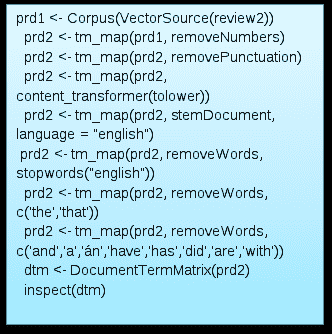 prd1 <- Corpus(VectorSource(review2))
prd2 <- tm_map(prd1, removeNumbers)
prd2 <- tm_map(prd2, removePunctuation)
prd2 <- tm_map(prd2,
content_transformer(tolower))
prd2 <- tm_map(prd2, stemDocument,
language = "english")
prd2 <- tm_map(prd2, removeWords,
stopwords("english"))
prd2 <- tm_map(prd2, removeWords,
c('the','that'))
prd2 <- tm_map(prd2, removeWords,
c('and','a','án','have','has','did','are','with'))
dtm <- DocumentTermMatrix(prd2)
inspect(dtm)